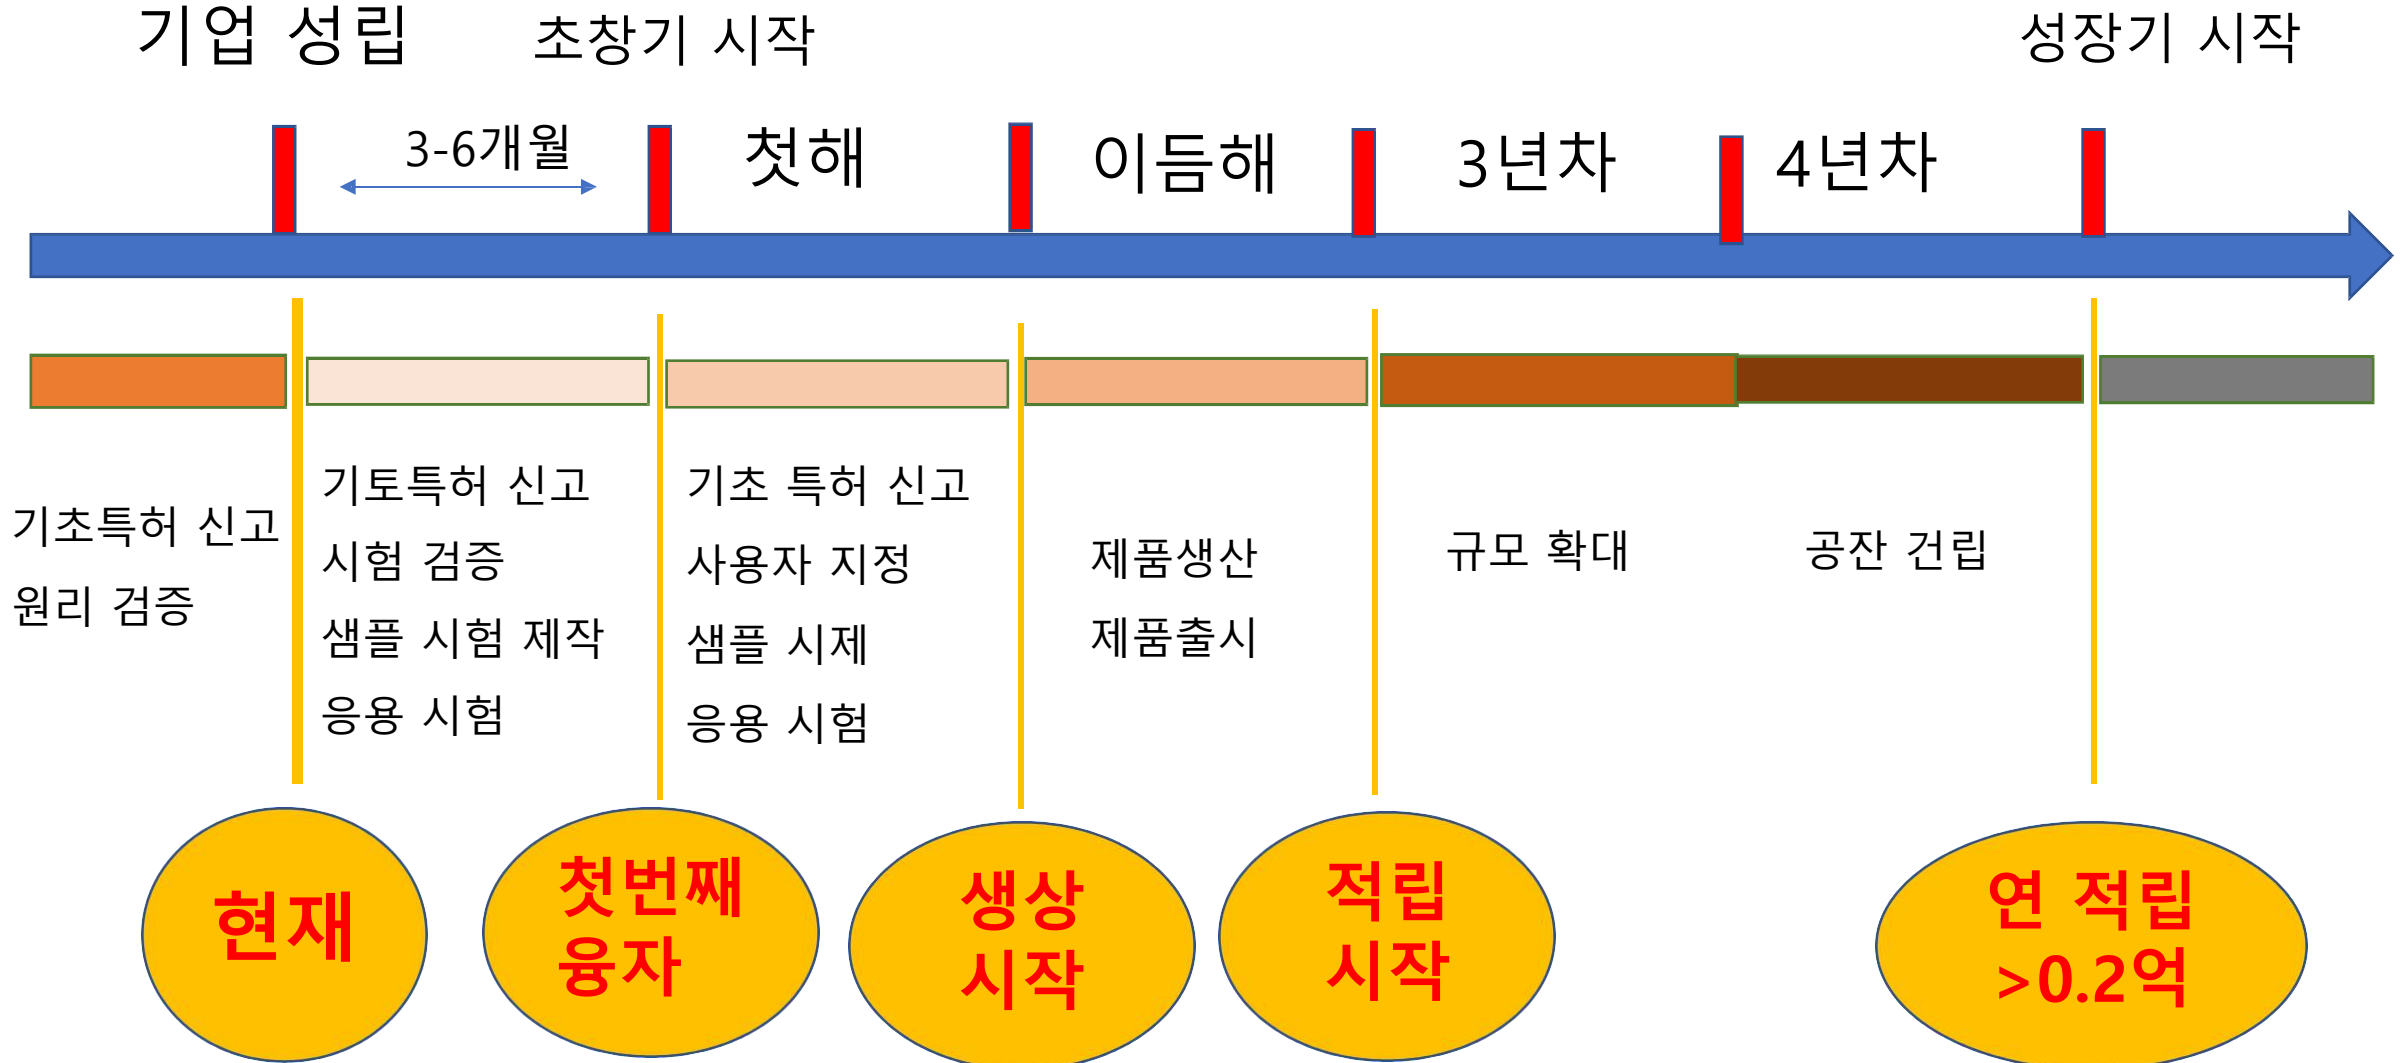 기업 성립
초창기 시작
성장기 시작
3-6개월
첫해
이듬해
3년차
4년차
기초특허 신고
원리 검증
기토특허 신고
시험 검증
샘플 시험 제작
응용 시험
기초 특허 신고
사용자 지정
샘플 시제
응용 시험
제품생산
제품출시
규모 확대
공잔 건립
현재
첫번째
융자
생상
시작
적립
시작
연 적립
>0.2억